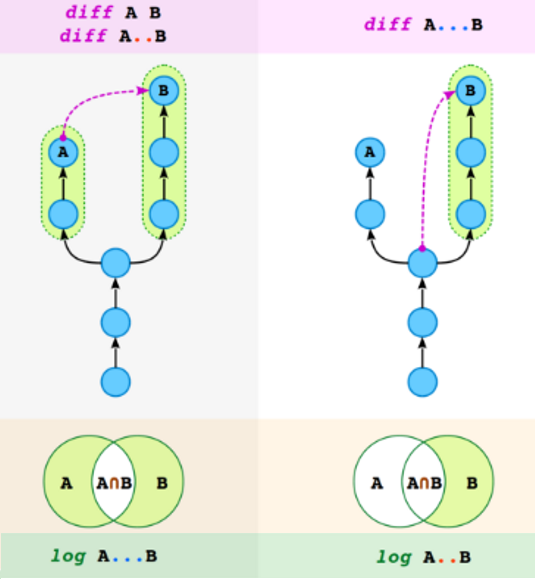 diff A B
diff A..B
diff A...B
B
A
B
A
A A∩B B
A A∩B B
log A...B
log A..B